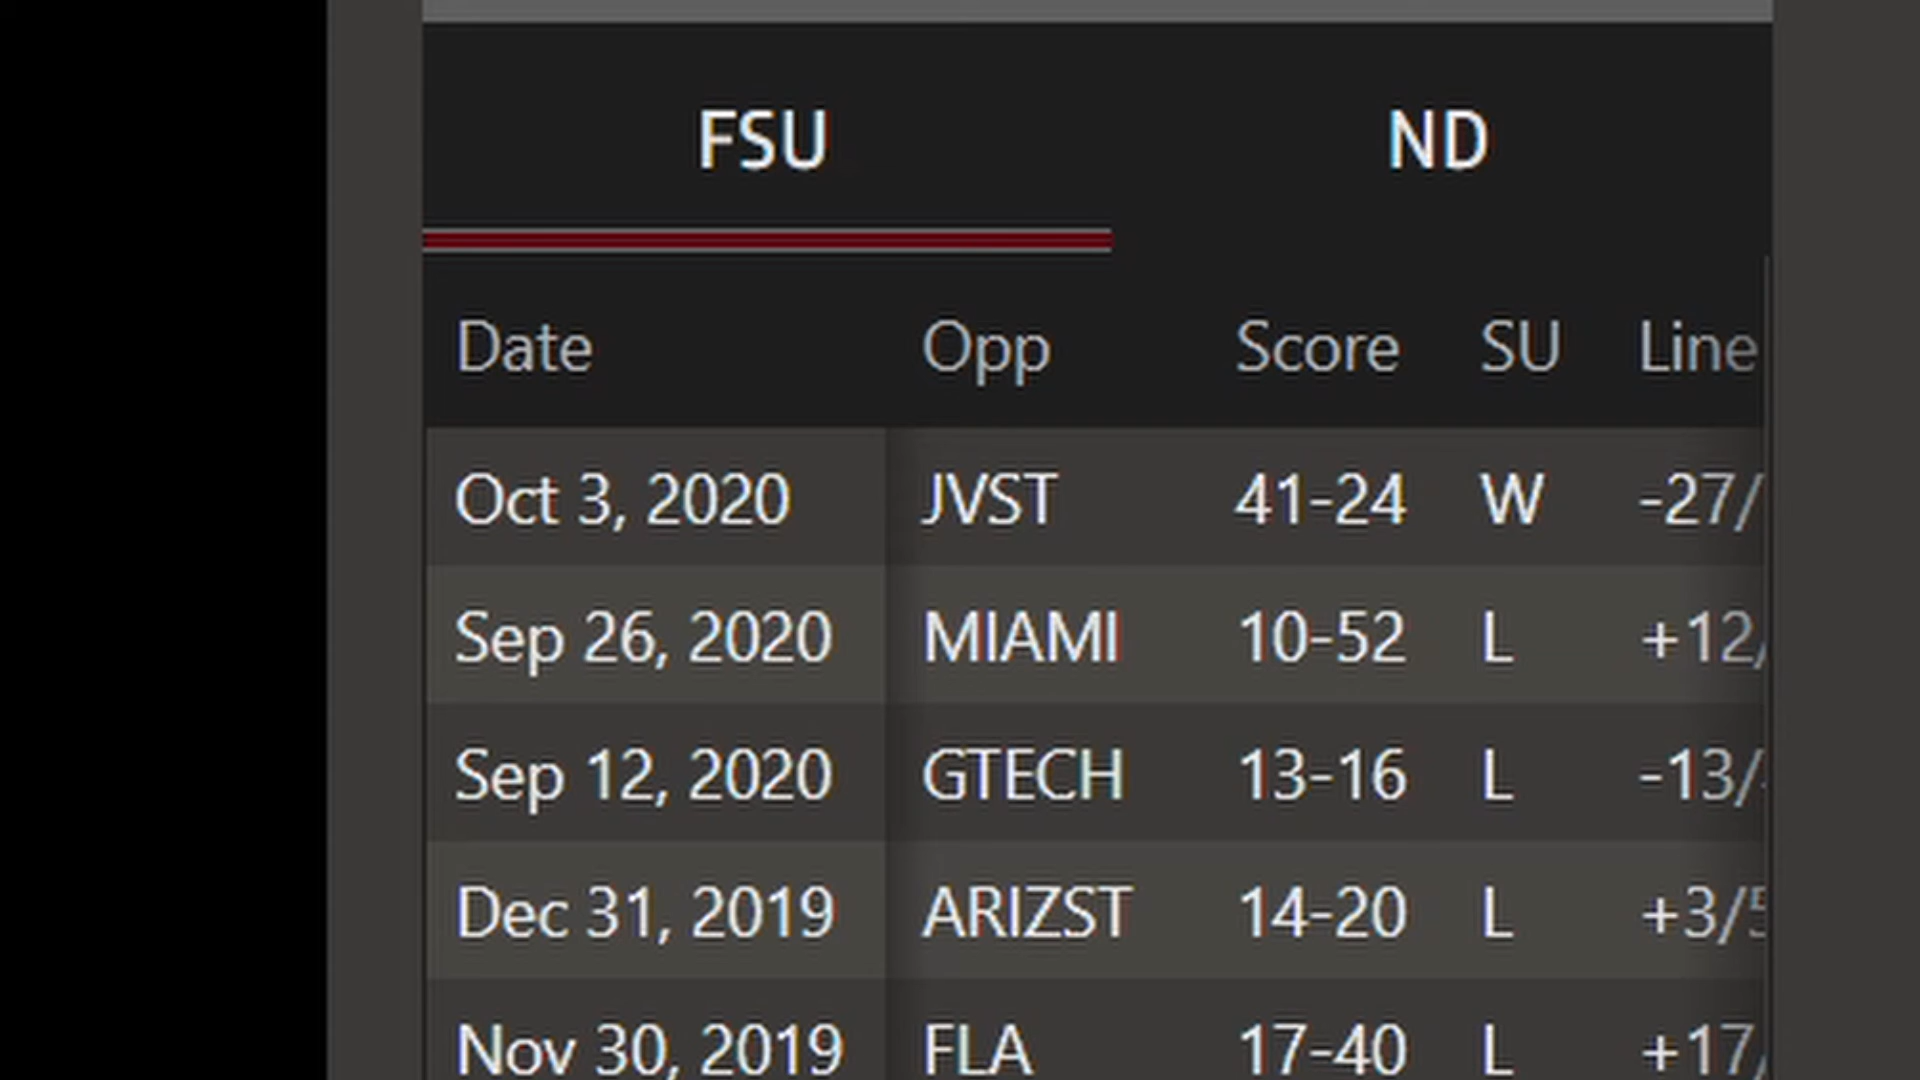 FSU ND
Date Opp Score SU Line
Oct 3, 2020 JVST 41-24 W -27/
Sep 26, 2020 MIAMI 10-52 L +12/
Sep 12, 2020 GTECH 13-16 L -13/
Dec 31, 2019 ARIZST 14-20 L +3/5
Nov 30, 2019 FLA 17-40 L +17/